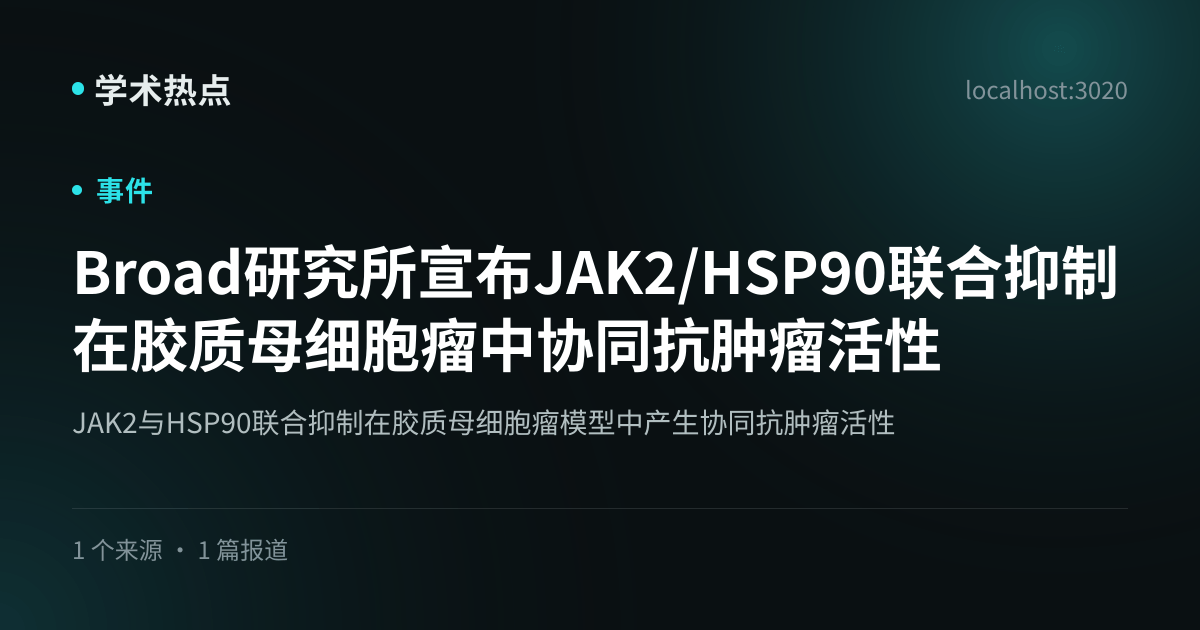 学术热点
localhost:3020
事件
Broad研究所宣布JAK2/HSP90联合抑制
在胶质母细胞瘤中协同抗肿瘤活性
JAK2与HSP90联合抑制在胶质母细胞瘤模型中产生协同抗肿瘤活性
1 个来源 · 1 篇报道